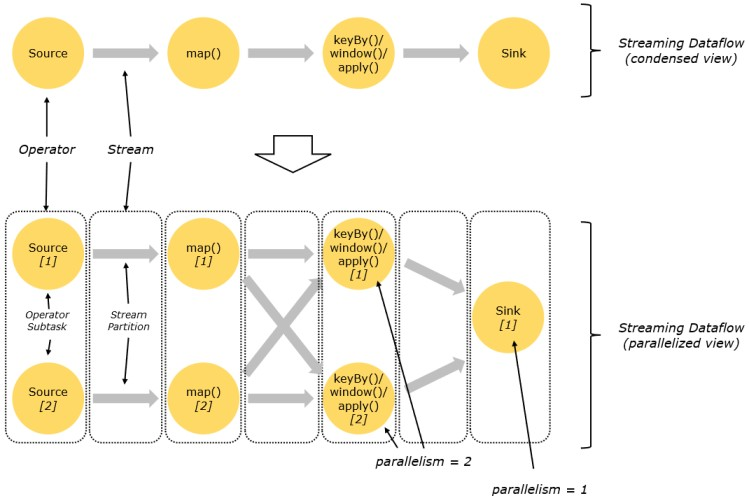 Source
map()
keyBy()/
window()/
apply()
Sink
Streaming Dataflow
(condensed view)
Operator
Stream
Source
[1]
map()
[1]
keyBy()/
window()/
apply()
[1]
Operator
Subtask
Stream
Partition
Sink
[1]
Streaming Dataflow
(parallelized view)
Source
[2]
map()
[2]
keyBy()/
window()/
apply()
[2]
parallelism = 2
parallelism = 1